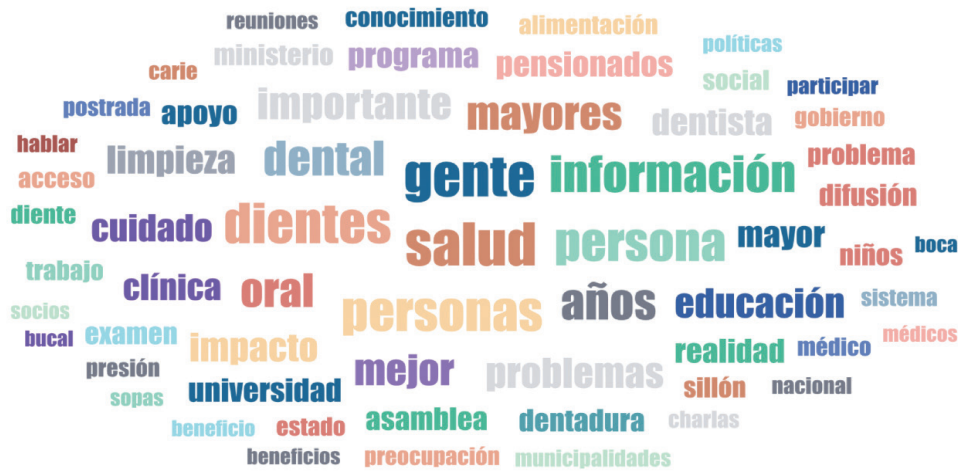 reuniones conocimiento alimentación
ministerio programa pensionados políticas
carie social participar
postrada apoyo importante mayores dentista gobierno
hablar limpieza dental gente información problema
acceso difusión
diente cuidado dientes salud persona mayor niños boca
trabajo clínica oral personas años educación sistema
socios
bucal examen impacto realidad médico médicos
presión mejor problemas sillón nacional
sopas universidad
beneficio estado asamblea dentadura charlas
beneficios preocupación municipalidades